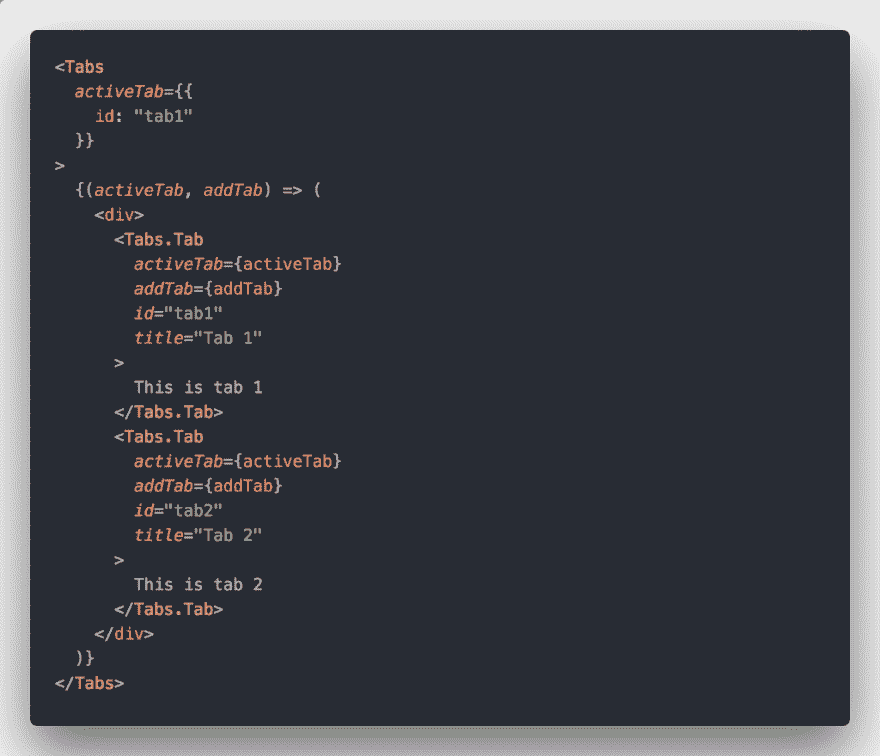 <Tabs
  activeTab={{
    id: "tab1"
  }}
>
  {(activeTab, addTab) => (
    <div>
      <Tabs.Tab
        activeTab={activeTab}
        addTab={addTab}
        id="tab1"
        title="Tab 1"
      >
        This is tab 1
      </Tabs.Tab>
      <Tabs.Tab
        activeTab={activeTab}
        addTab={addTab}
        id="tab2"
        title="Tab 2"
      >
        This is tab 2
      </Tabs.Tab>
    </div>
  )}
</Tabs>